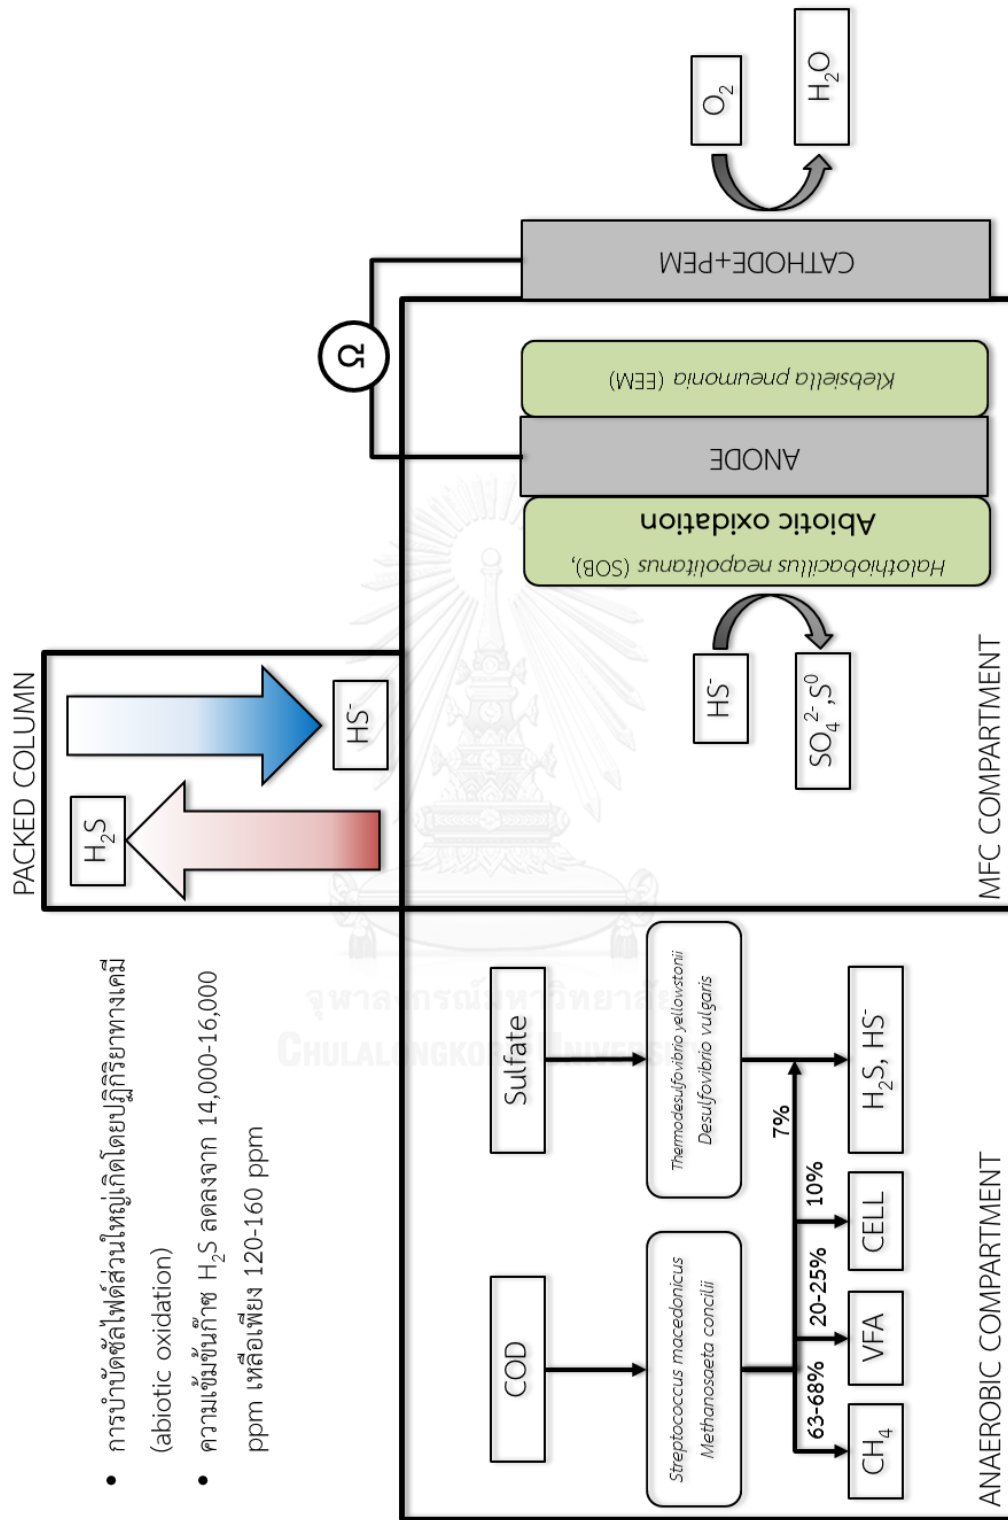 • การบำบัดซัลไฟด์ส่วนใหญ่เกิดโดยปฏิกิริยาทางเคมี
(abiotic oxidation)
• ความเข้มข้นก๊าซ H₂S ลดลงจาก 14,000-16,000
ppm เหลือเพียง 120-160 ppm
PACKED COLUMN
H₂S
HS⁻
Ω
COD
Sulfate
Streptococcus macedonicus
Methanosaeta concilii
Thermodesulfovibrio yellowstonii
Desulfovibrio vulgaris
63-68%
20-25%
10%
7%
CH₄
VFA
CELL
H₂S, HS⁻
ANAEROBIC COMPARTMENT
HS⁻
SO₄²⁻,S⁰
Halothiobacillus neapolitanus (SOB),
Abiotic oxidation
ANODE
Klebsiella pneumonia (EEM)
CATHODE+PEM
O₂
H₂O
MFC COMPARTMENT
จุฬาลงกรณ์มหาวิทยาลัย
CHULALONGKORN UNIVERSITY